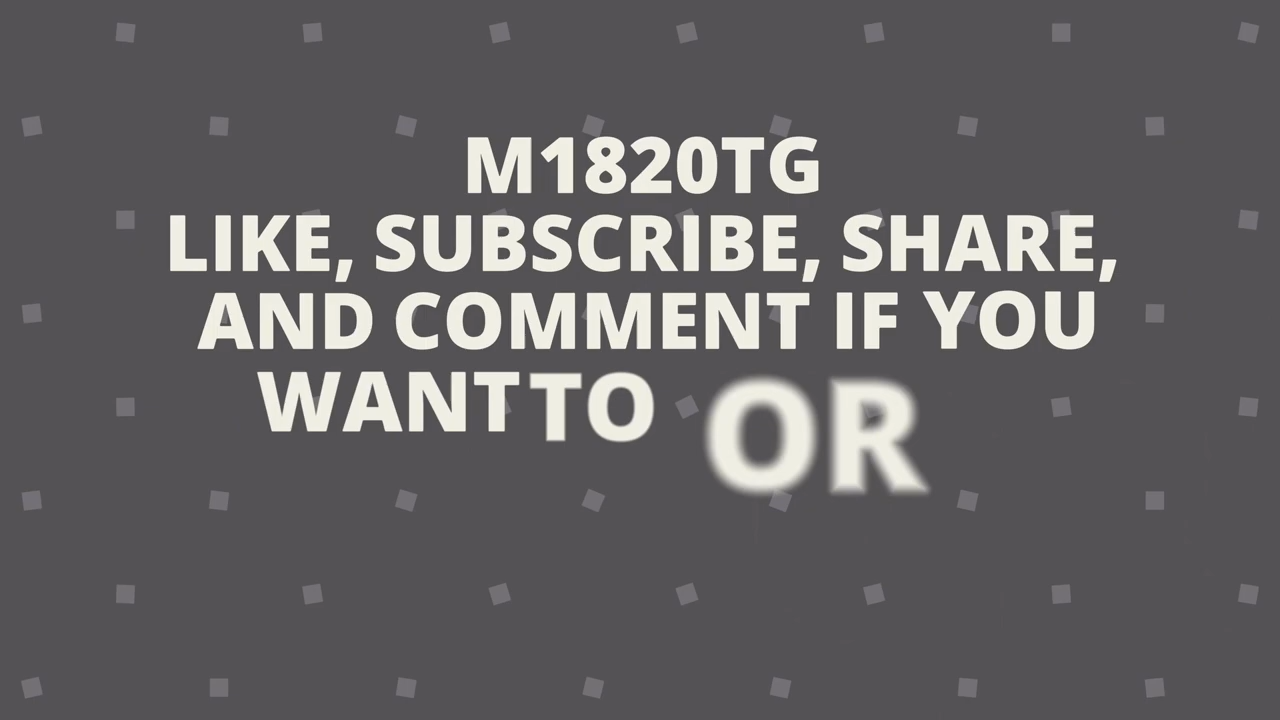 M1820TG
LIKE, SUBSCRIBE, SHARE,
AND COMMENT IF YOU
WANT TO OR